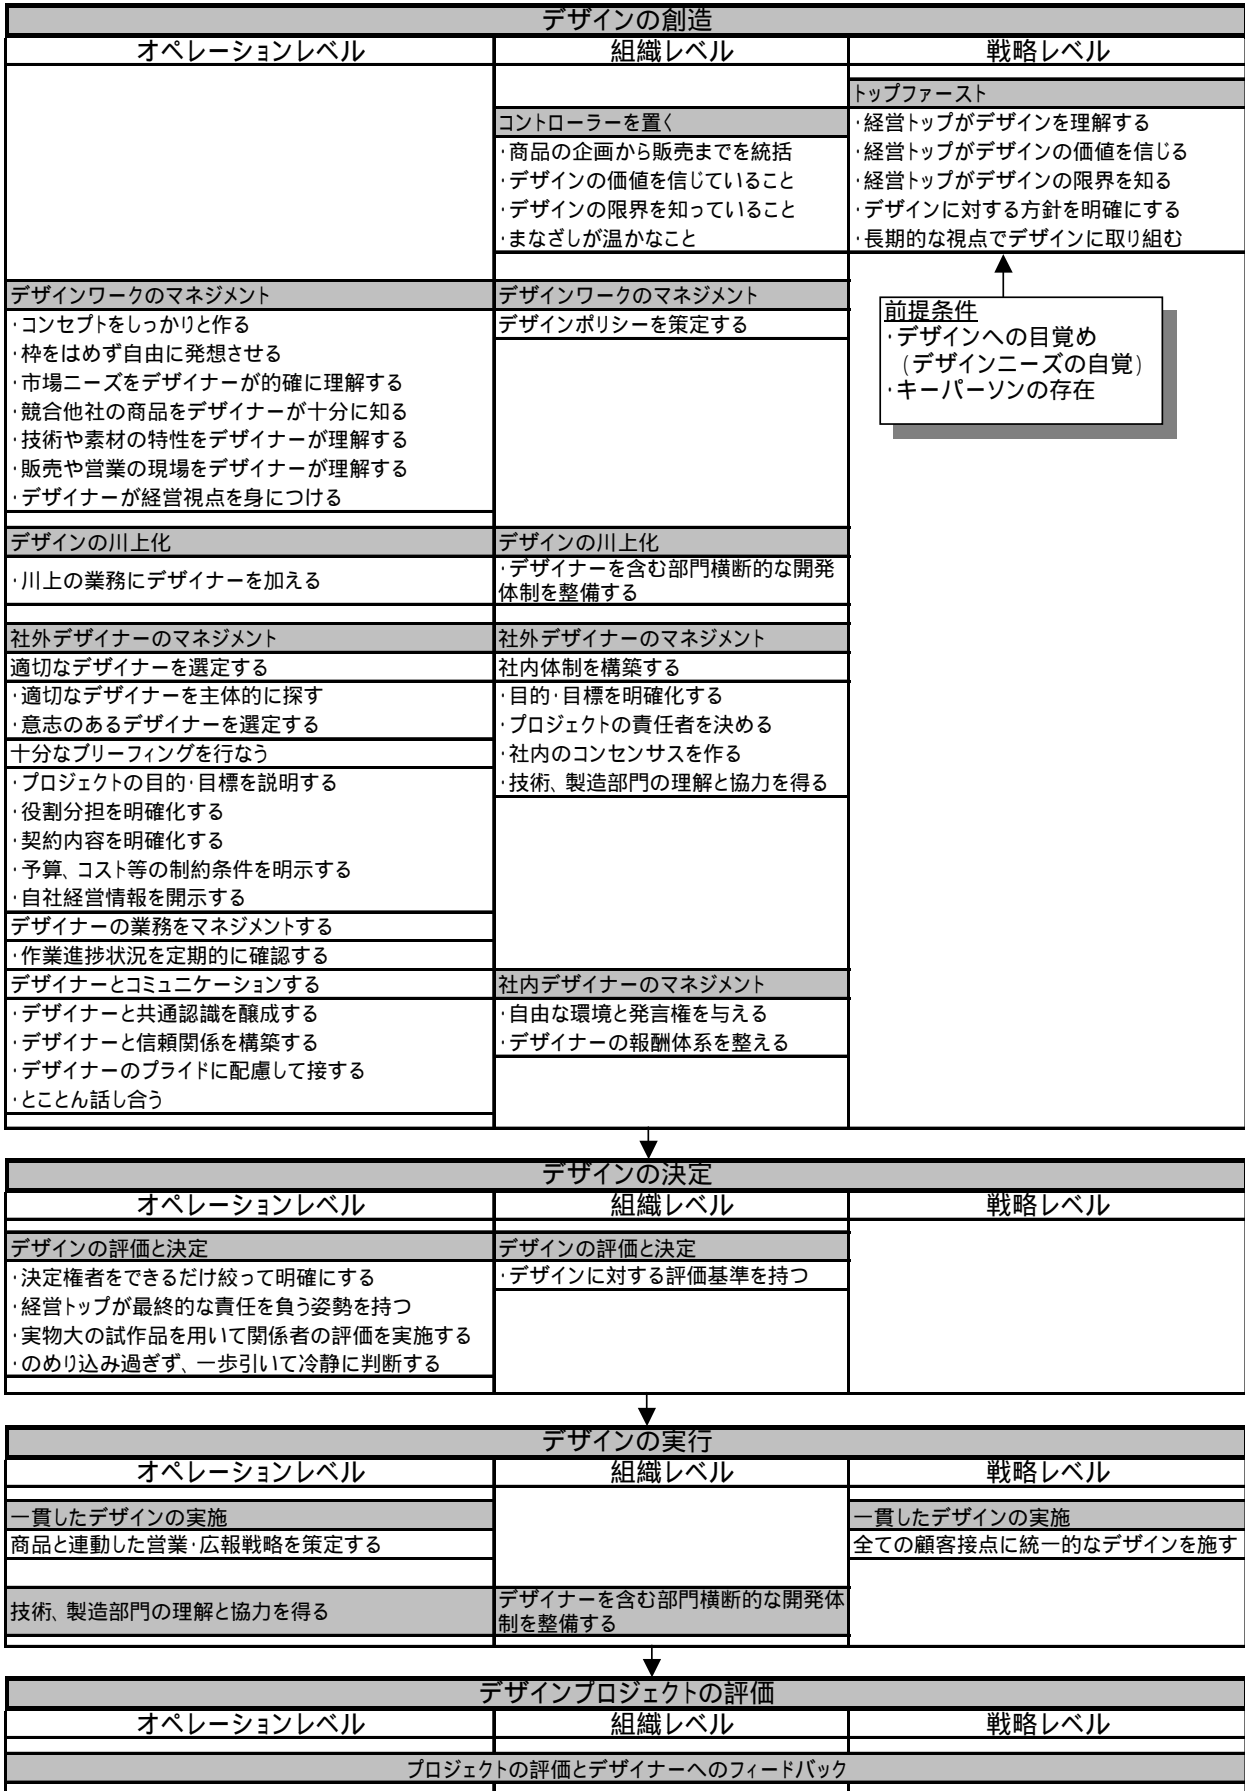 デザインの創造
オペレーションレベル
組織レベル
戦略レベル
トップファースト
・経営トップがデザインを理解する
・経営トップがデザインの価値を信じる
・経営トップがデザインの限界を知る
・デザインに対する方針を明確にする
・長期的な視点でデザインに取り組む
コントローラーを置く
・商品の企画から販売までを統括
・デザインの価値を信じていること
・デザインの限界を知っていること
・まなざしが温かなこと
前提条件
・デザインへの目覚め
（デザインニーズの自覚）
・キーパーソンの存在
デザインワークのマネジメント
・コンセプトをしっかりと作る
・枠をはめず自由に発想させる
・市場ニーズをデザイナーが的確に理解する
・競合他社の商品をデザイナーが十分に知る
・技術や素材の特性をデザイナーが理解する
・販売や営業の現場をデザイナーが理解する
・デザイナーが経営視点を身につける
デザインワークのマネジメント
デザインポリシーを策定する
デザインの川上化
・川上の業務にデザイナーを加える
デザインの川上化
・デザイナーを含む部門横断的な開発
体制を整備する
社外デザイナーのマネジメント
適切なデザイナーを選定する
・適切なデザイナーを主体的に探す
・意志のあるデザイナーを選定する
十分なブリーフィングを行なう
・プロジェクトの目的・目標を説明する
・役割分担を明確化する
・契約内容を明確化する
・予算、コスト等の制約条件を明示する
・自社経営情報を開示する
デザイナーの業務をマネジメントする
・作業進捗状況を定期的に確認する
デザイナーとコミュニケーションする
・デザイナーと共通認識を醸成する
・デザイナーと信頼関係を構築する
・デザイナーのプライドに配慮して接する
・とことん話し合う
社外デザイナーのマネジメント
社内体制を構築する
・目的・目標を明確化する
・プロジェクトの責任者を決める
・社内のコンセンサスを作る
・技術、製造部門の理解と協力を得る
社内デザイナーのマネジメント
・自由な環境と発言権を与える
・デザイナーの報酬体系を整える
デザインの決定
オペレーションレベル
組織レベル
戦略レベル
デザインの評価と決定
・決定権者をできるだけ絞って明確にする
・経営トップが最終的な責任を負う姿勢を持つ
・実物大の試作品を用いて関係者の評価を実施する
・のめり込み過ぎず、一歩引いて冷静に判断する
デザインの評価と決定
・デザインに対する評価基準を持つ
デザインの実行
オペレーションレベル
組織レベル
戦略レベル
一貫したデザインの実施
商品と連動した営業・広報戦略を策定する
一貫したデザインの実施
全ての顧客接点に統一的なデザインを施す
技術、製造部門の理解と協力を得る
デザイナーを含む部門横断的な開発体
制を整備する
デザインプロジェクトの評価
オペレーションレベル
組織レベル
戦略レベル
プロジェクトの評価とデザイナーへのフィードバック